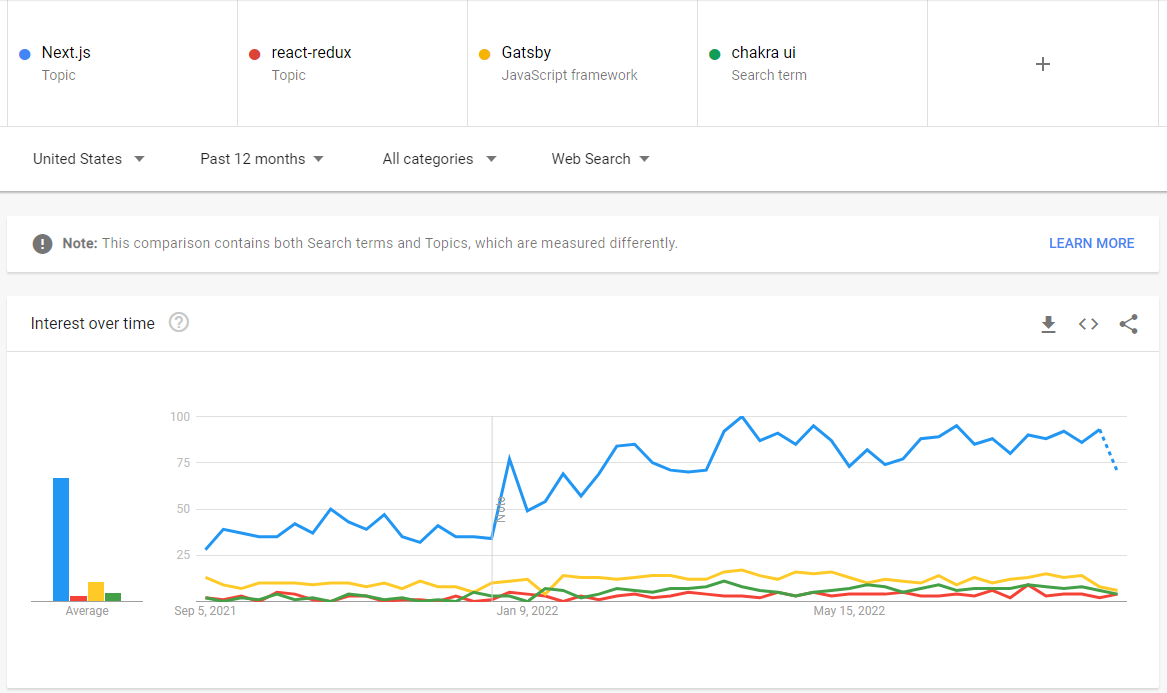 Next.js
Topic
react-redux
Topic
Gatsby
JavaScript framework
chakra ui
Search term
+
United States
Past 12 months
All categories
Web Search
! Note: This comparison contains both Search terms and Topics, which are measured differently.
LEARN MORE
Interest over time ?
100
75
50
25
Note
Average
Sep 5, 2021
Jan 9, 2022
May 15, 2022